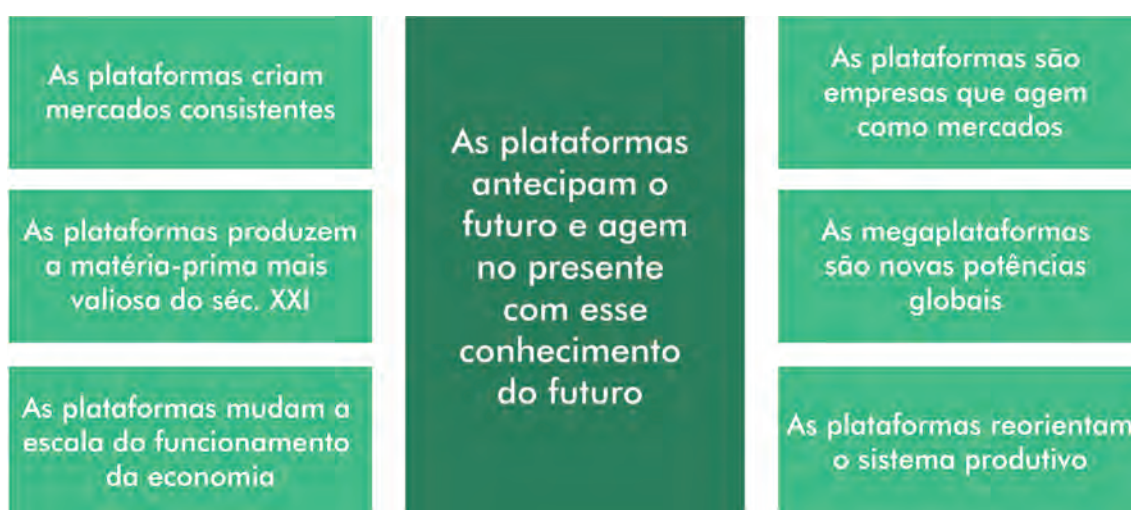 As plataformas criam
mercados consistentes
As plataformas produzem
a matéria-prima mais
valiosa do séc. XXI
As plataformas mudam a
escala do funcionamento
da economia
As plataformas
antecipam o
futuro e agem
no presente
com esse
conhecimento
do futuro
As plataformas são
empresas que agem
como mercados
As megaplataformas
são novas potências
globais
As plataformas reorientam
o sistema produtivo